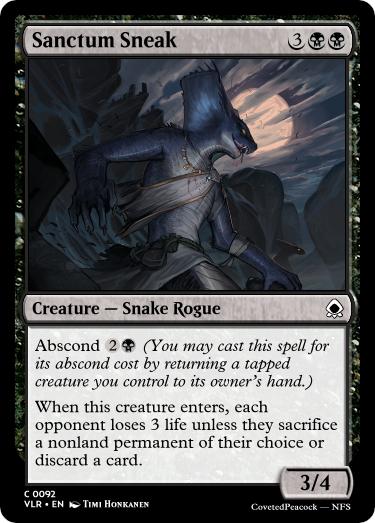 Sanctum Sneak 3
Creature — Snake Rogue
Abscond 2 (You may cast this spell for
its abscond cost by returning a tapped
creature you control to its owner's hand.)
When this creature enters, each
opponent loses 3 life unless they sacrifice
a nonland permanent of their choice or
discard a card.
3/4
C 0092
VLR • EN Timi Honkanen
CovetedPeacock — NFS